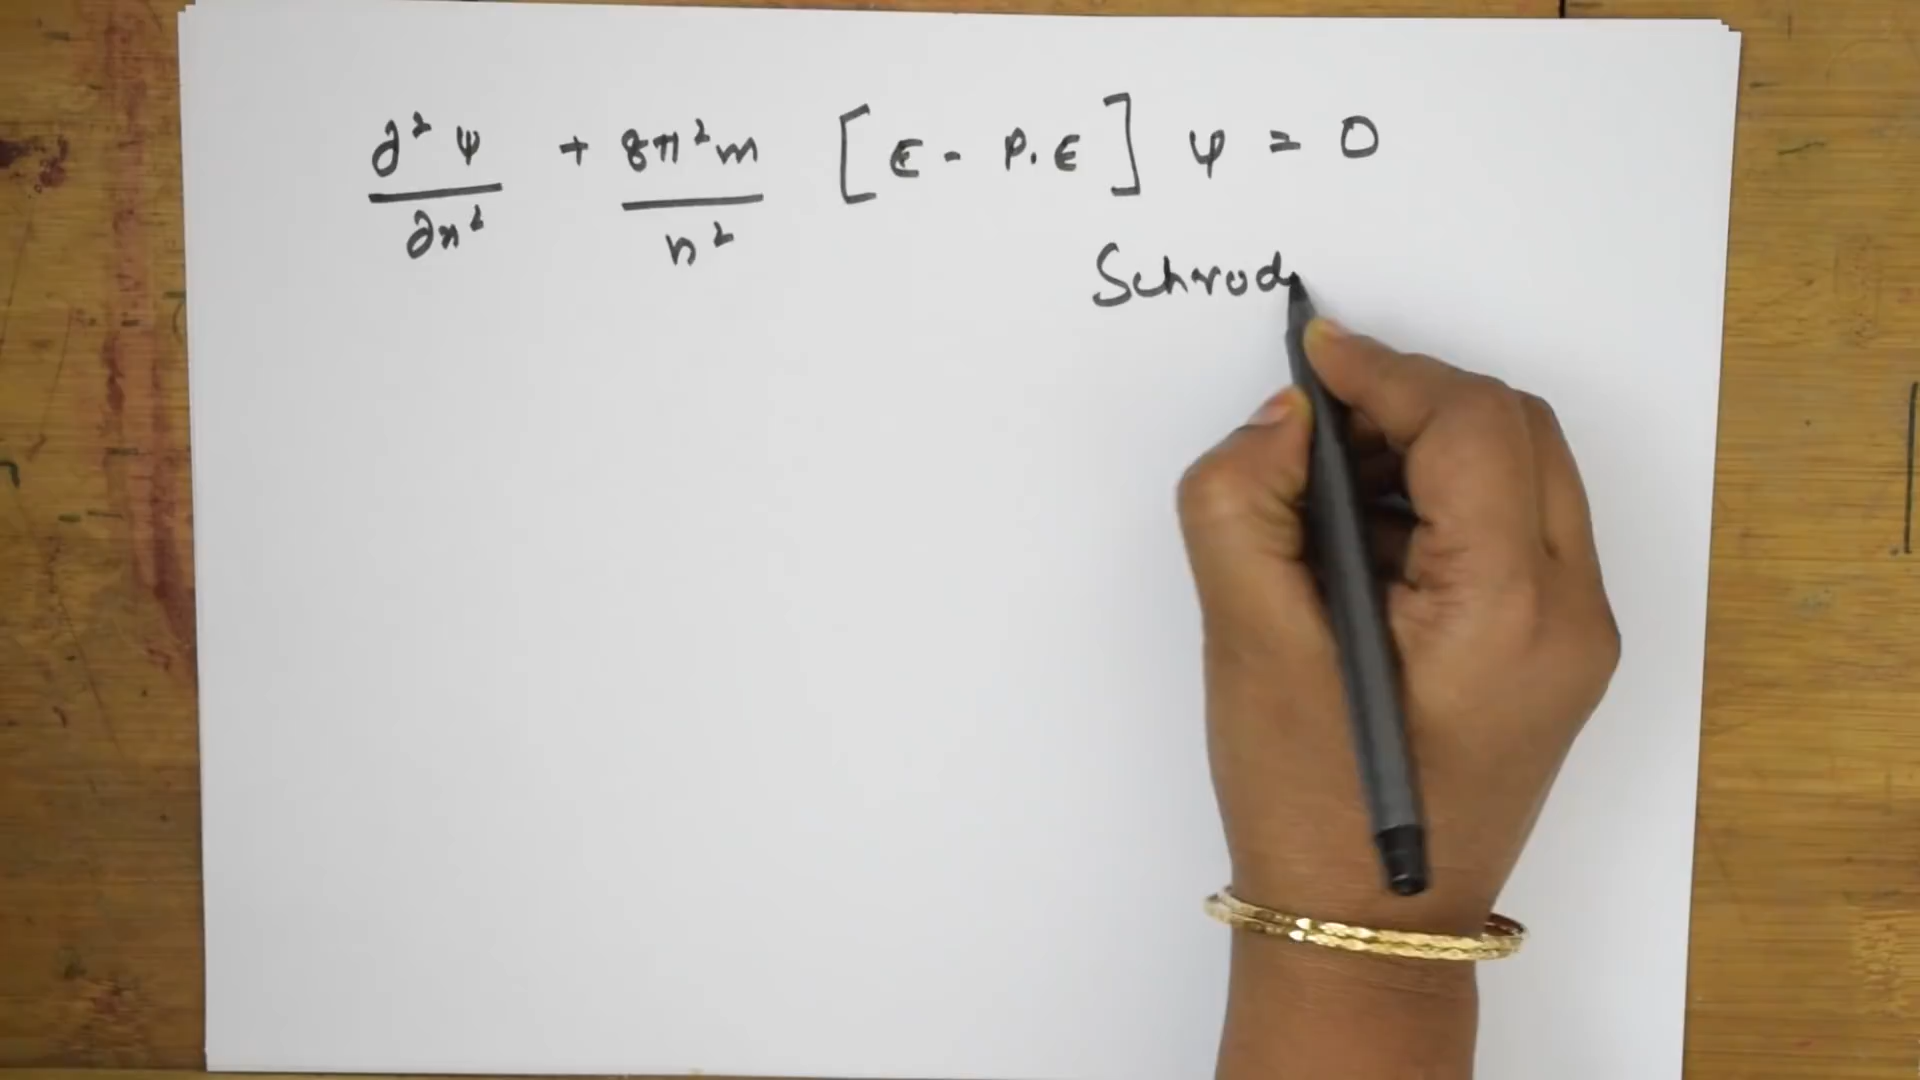 ∂²ψ/∂x² + 8π²m/h² [E - P.E] ψ = 0
Schrod